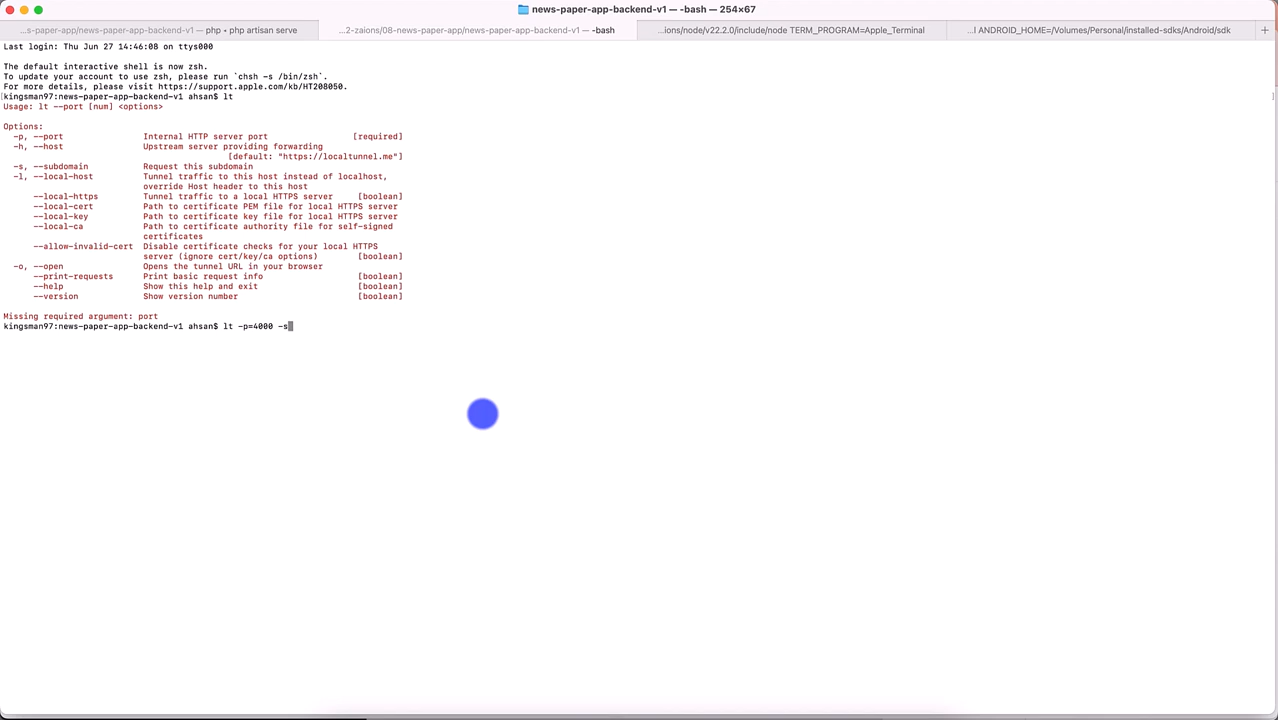 news-paper-app-backend-v1 — -bash — 254×67
...s-paper-app/news-paper-app-backend-v1 — php • php artisan serve
...2-zaions/08-news-paper-app/news-paper-app-backend-v1 — -bash
...ions/node/v22.2.0/include/node TERM_PROGRAM=Apple_Terminal
...l ANDROID_HOME=/Volumes/Personal/installed-sdks/Android/sdk
+
Last login: Thu Jun 27 14:46:08 on ttys000
The default interactive shell is now zsh.
To update your account to use zsh, please run `chsh -s /bin/zsh`.
For more details, please visit https://support.apple.com/kb/HT208050.
[kingsman97:news-paper-app-backend-v1 ahsan$ lt ]
Usage: lt --port [num] <options>
Options:
-p, --port Internal HTTP server port [required]
-h, --host Upstream server providing forwarding
[default: "https://localtunnel.me"]
-s, --subdomain Request this subdomain
-l, --local-host Tunnel traffic to this host instead of localhost,
override Host header to this host
--local-https Tunnel traffic to a local HTTPS server [boolean]
--local-cert Path to certificate PEM file for local HTTPS server
--local-key Path to certificate key file for local HTTPS server
--local-ca Path to certificate authority file for self-signed
certificates
--allow-invalid-cert Disable certificate checks for your local HTTPS
server (ignore cert/key/ca options) [boolean]
-o, --open Opens the tunnel URL in your browser
--print-requests Print basic request info [boolean]
--help Show this help and exit [boolean]
--version Show version number [boolean]
Missing required argument: port
kingsman97:news-paper-app-backend-v1 ahsan$ lt -p=4000 -s